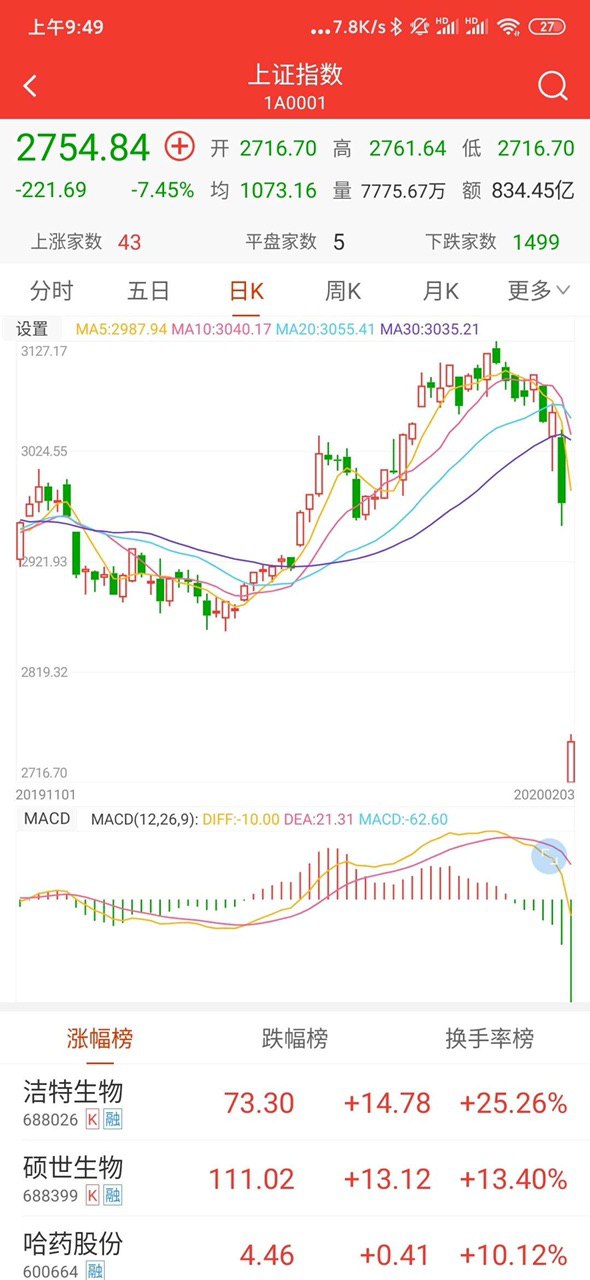 上午9:49 ...7.8K/s HD HD 27
上证指数
1A0001
2754.84 开 2716.70 高 2761.64 低 2716.70
-221.69 -7.45% 均 1073.16 量 7775.67万 额 834.45亿
上涨家数 43 平盘家数 5 下跌家数 1499
分时 五日 日K 周K 月K 更多
设置 MA5:2987.94 MA10:3040.17 MA20:3055.41 MA30:3035.21
3127.17
3024.55
2921.93
2819.32
2716.70
20191101 20200203
MACD MACD(12,26,9): DIFF:-10.00 DEA:21.31 MACD:-62.60
涨幅榜 跌幅榜 换手率榜
洁特生物 73.30 +14.78 +25.26%
688026 K 融
硕世生物 111.02 +13.12 +13.40%
688399 K 融
哈药股份 4.46 +0.41 +10.12%
600664 融